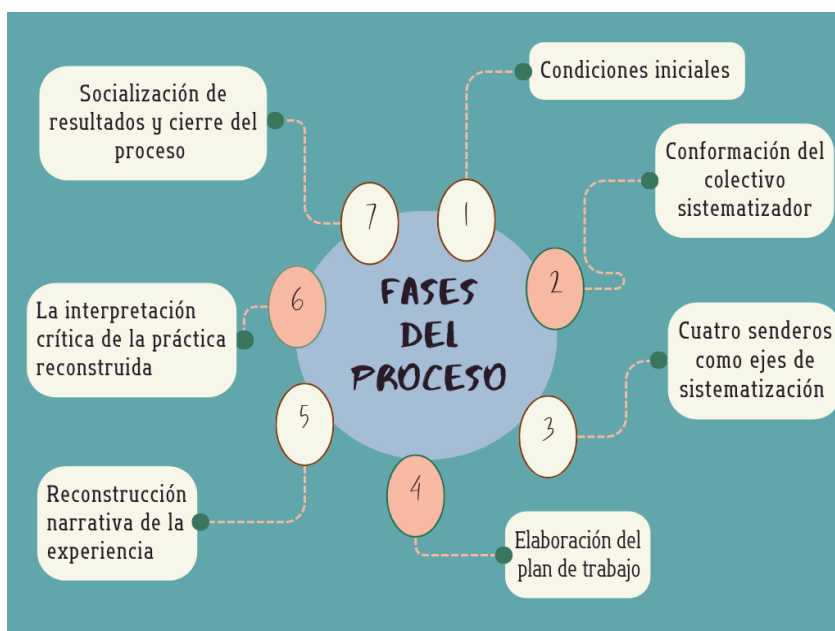 FASES
DEL
PROCESO
1
Condiciones iniciales
2
Conformación del
colectivo
sistematizador
3
Cuatro senderos
como ejes de
sistematización
4
Elaboración del
plan de trabajo
5
Reconstrucción
narrativa de la
experiencia
6
La interpretación
crítica de la práctica
reconstruida
7
Socialización de
resultados y cierre del
proceso